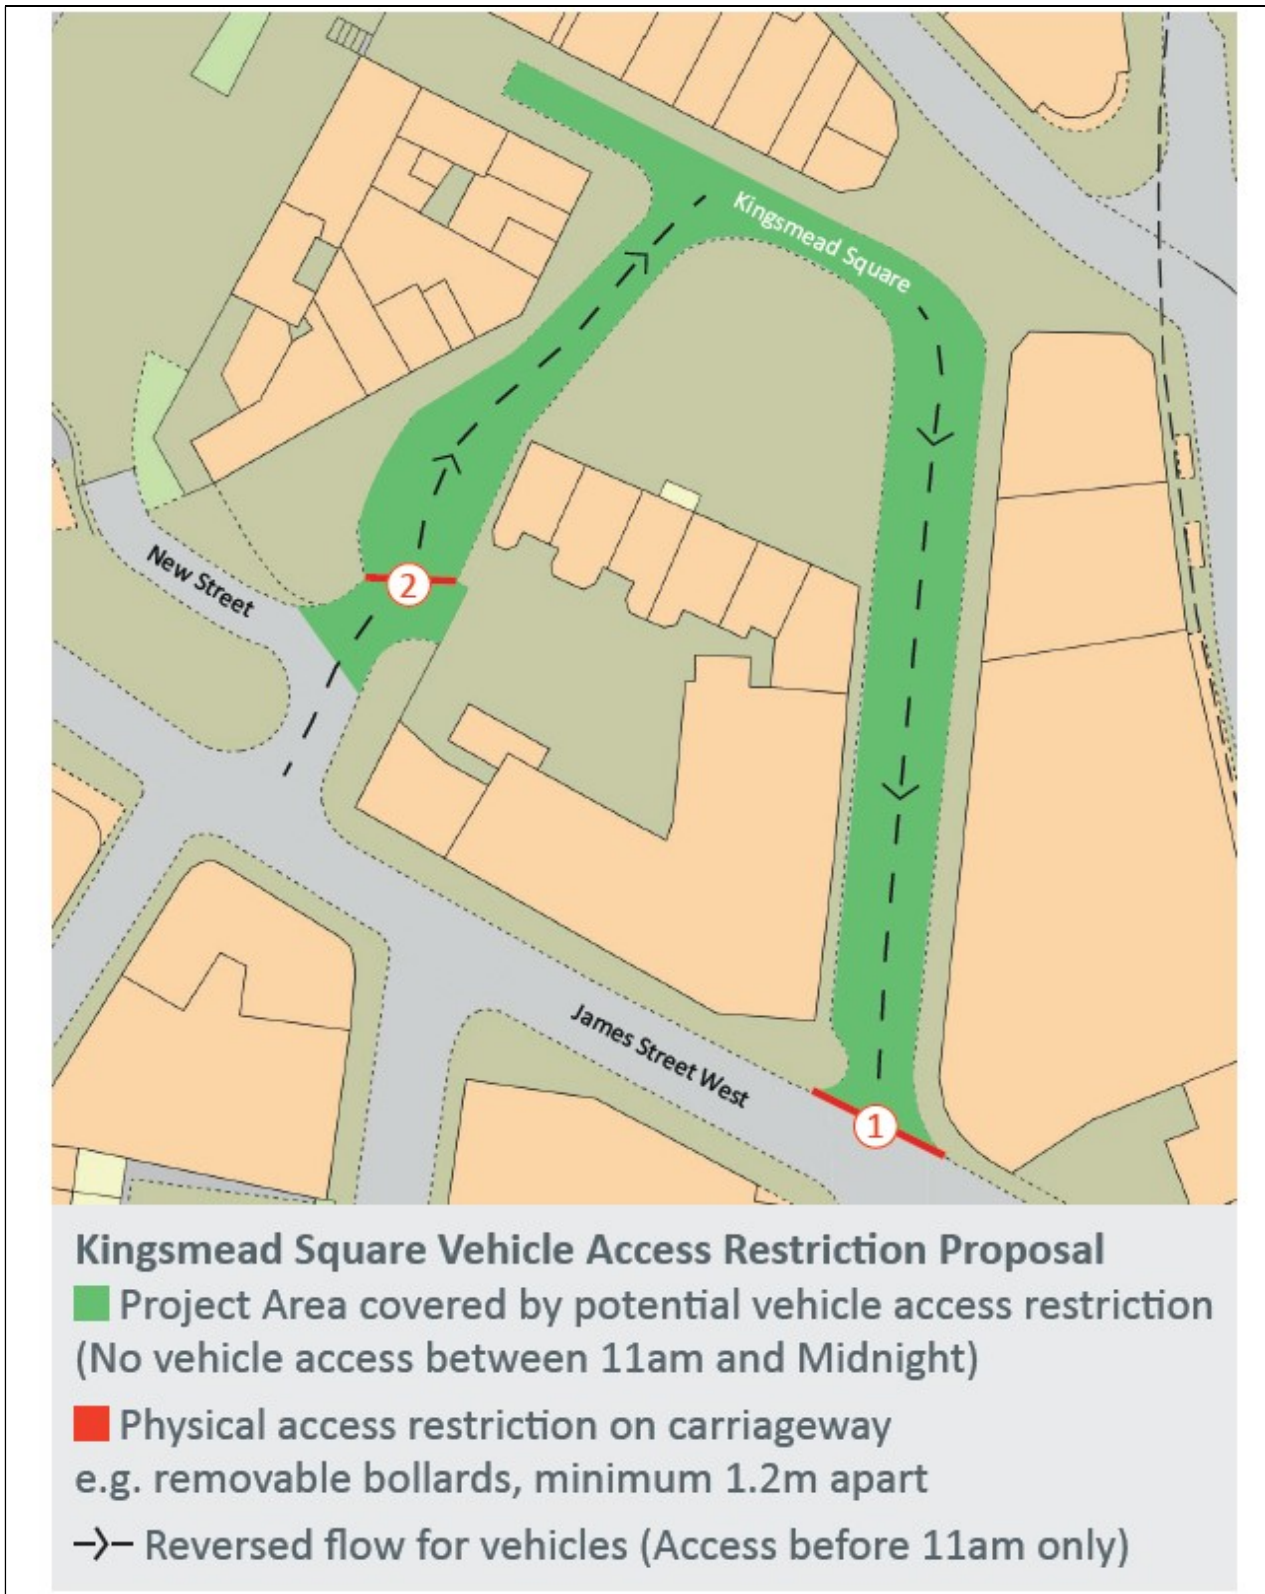 Kingsmead Square
New Street
2
James Street West
1
Kingsmead Square Vehicle Access Restriction Proposal
Project Area covered by potential vehicle access restriction
(No vehicle access between 11am and Midnight)
Physical access restriction on carriageway
e.g. removable bollards, minimum 1.2m apart
Reversed flow for vehicles (Access before 11am only)